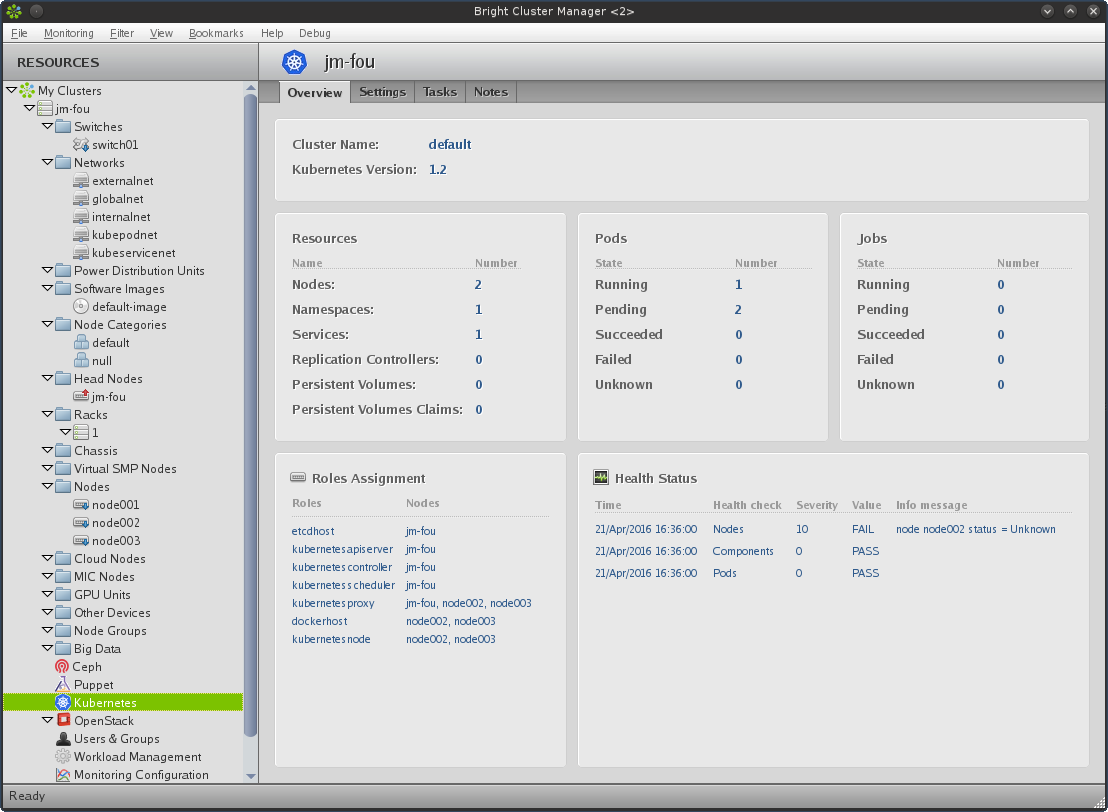 Bright Cluster Manager <2>
File Monitoring Filter View Bookmarks Help Debug
RESOURCES
My Clusters
jm-fou
Switches
switch01
Networks
externalnet
globalnet
internalnet
kubepodnet
kubeservicenet
Power Distribution Units
Software Images
default-image
Node Categories
default
null
Head Nodes
jm-fou
Racks
1
Chassis
Virtual SMP Nodes
Nodes
node001
node002
node003
Cloud Nodes
MIC Nodes
GPU Units
Other Devices
Node Groups
Big Data
Ceph
Puppet
Kubernetes
OpenStack
Users & Groups
Workload Management
Monitoring Configuration
jm-fou
Overview Settings Tasks Notes
Cluster Name: default
Kubernetes Version: 1.2
Resources
Name Number
Nodes: 2
Namespaces: 1
Services: 1
Replication Controllers: 0
Persistent Volumes: 0
Persistent Volumes Claims: 0
Pods
State Number
Running 1
Pending 2
Succeeded 0
Failed 0
Unknown 0
Jobs
State Number
Running 0
Pending 0
Succeeded 0
Failed 0
Unknown 0
Roles Assignment
Roles Nodes
etcdhost jm-fou
kubernetesapiserver jm-fou
kubernetescontroller jm-fou
kubernetesscheduler jm-fou
kubernetesproxy jm-fou, node002, node003
dockerhost node002, node003
kubernetesnode node002, node003
Health Status
Time Health check Severity Value Info message
21/Apr/2016 16:36:00 Nodes 10 FAIL node node002 status = Unknown
21/Apr/2016 16:36:00 Components 0 PASS
21/Apr/2016 16:36:00 Pods 0 PASS
Ready